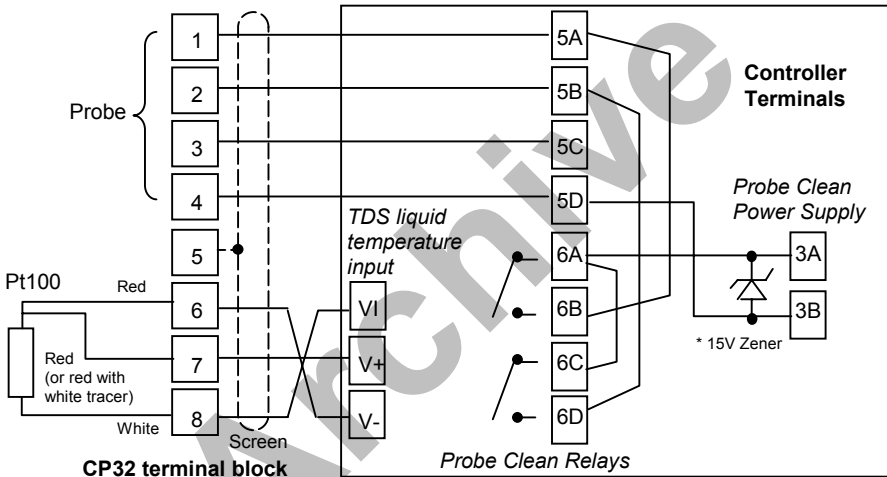 1
2
3
4
5
6
7
8
Probe
Pt100
Red
Red
(or red with
white tracer)
White
Screen
CP32 terminal block
TDS liquid
temperature
input
VI
V+
V-
5A
5B
5C
5D
6A
6B
6C
6D
Probe Clean Relays
Controller
Terminals
Probe Clean
Power Supply
3A
3B
* 15V Zener
Archive